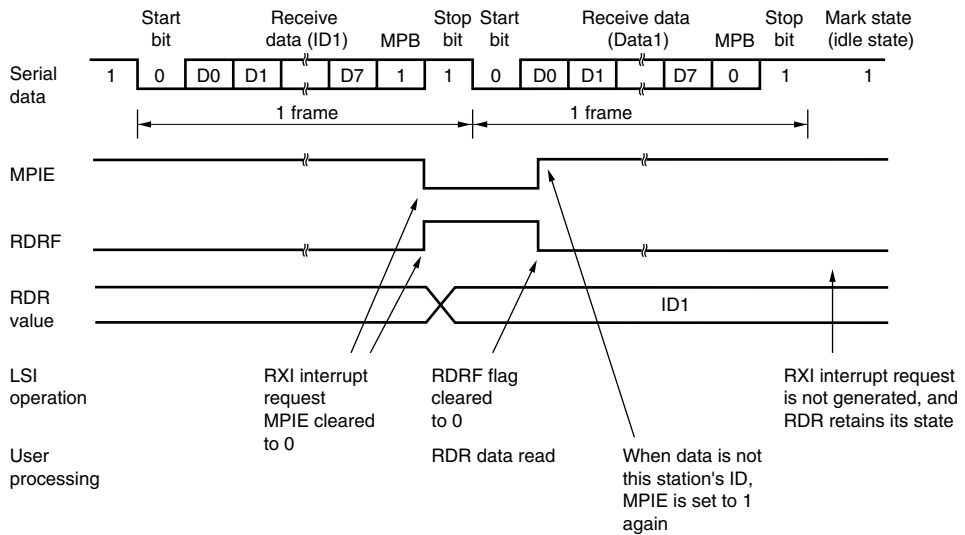 Start bit
Receive data (ID1)
MPB
Stop bit
Start bit
Receive data (Data1)
MPB
Stop bit
Mark state (idle state)
Serial data
1 0 D0 D1 D7 1 1 0 D0 D1 D7 0 1 1
1 frame
1 frame
MPIE
RDRF
RDR value
ID1
LSI operation
RXI interrupt request MPIE cleared to 0
RDRF flag cleared to 0
RXI interrupt request is not generated, and RDR retains its state
User processing
RDR data read
When data is not this station's ID, MPIE is set to 1 again